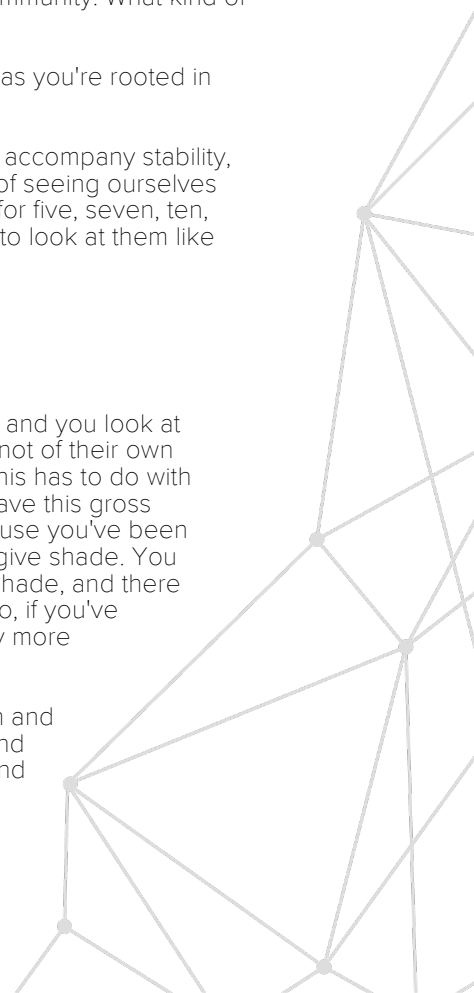 mmunity. What kind of
as you're rooted in
accompany stability,
of seeing ourselves
for five, seven, ten,
to look at them like
and you look at
not of their own
his has to do with
ave this gross
use you've been
give shade. You
hade, and there
o, if you've
y more
n and
nd
nd